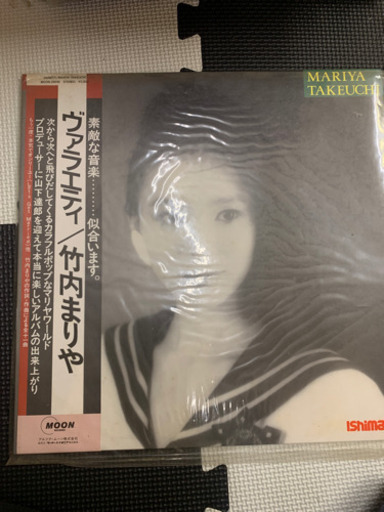 MARIYA
TAKEUCHI
素敵な音楽………似合います。
ヴァラエティ／竹内まりや
次から次へと飛びだしてくるカラフルポップなマリヤワールド
プロデューサーに山下達郎を迎えて本当に楽しいアルバムの出来上がり
MOON
Ishima